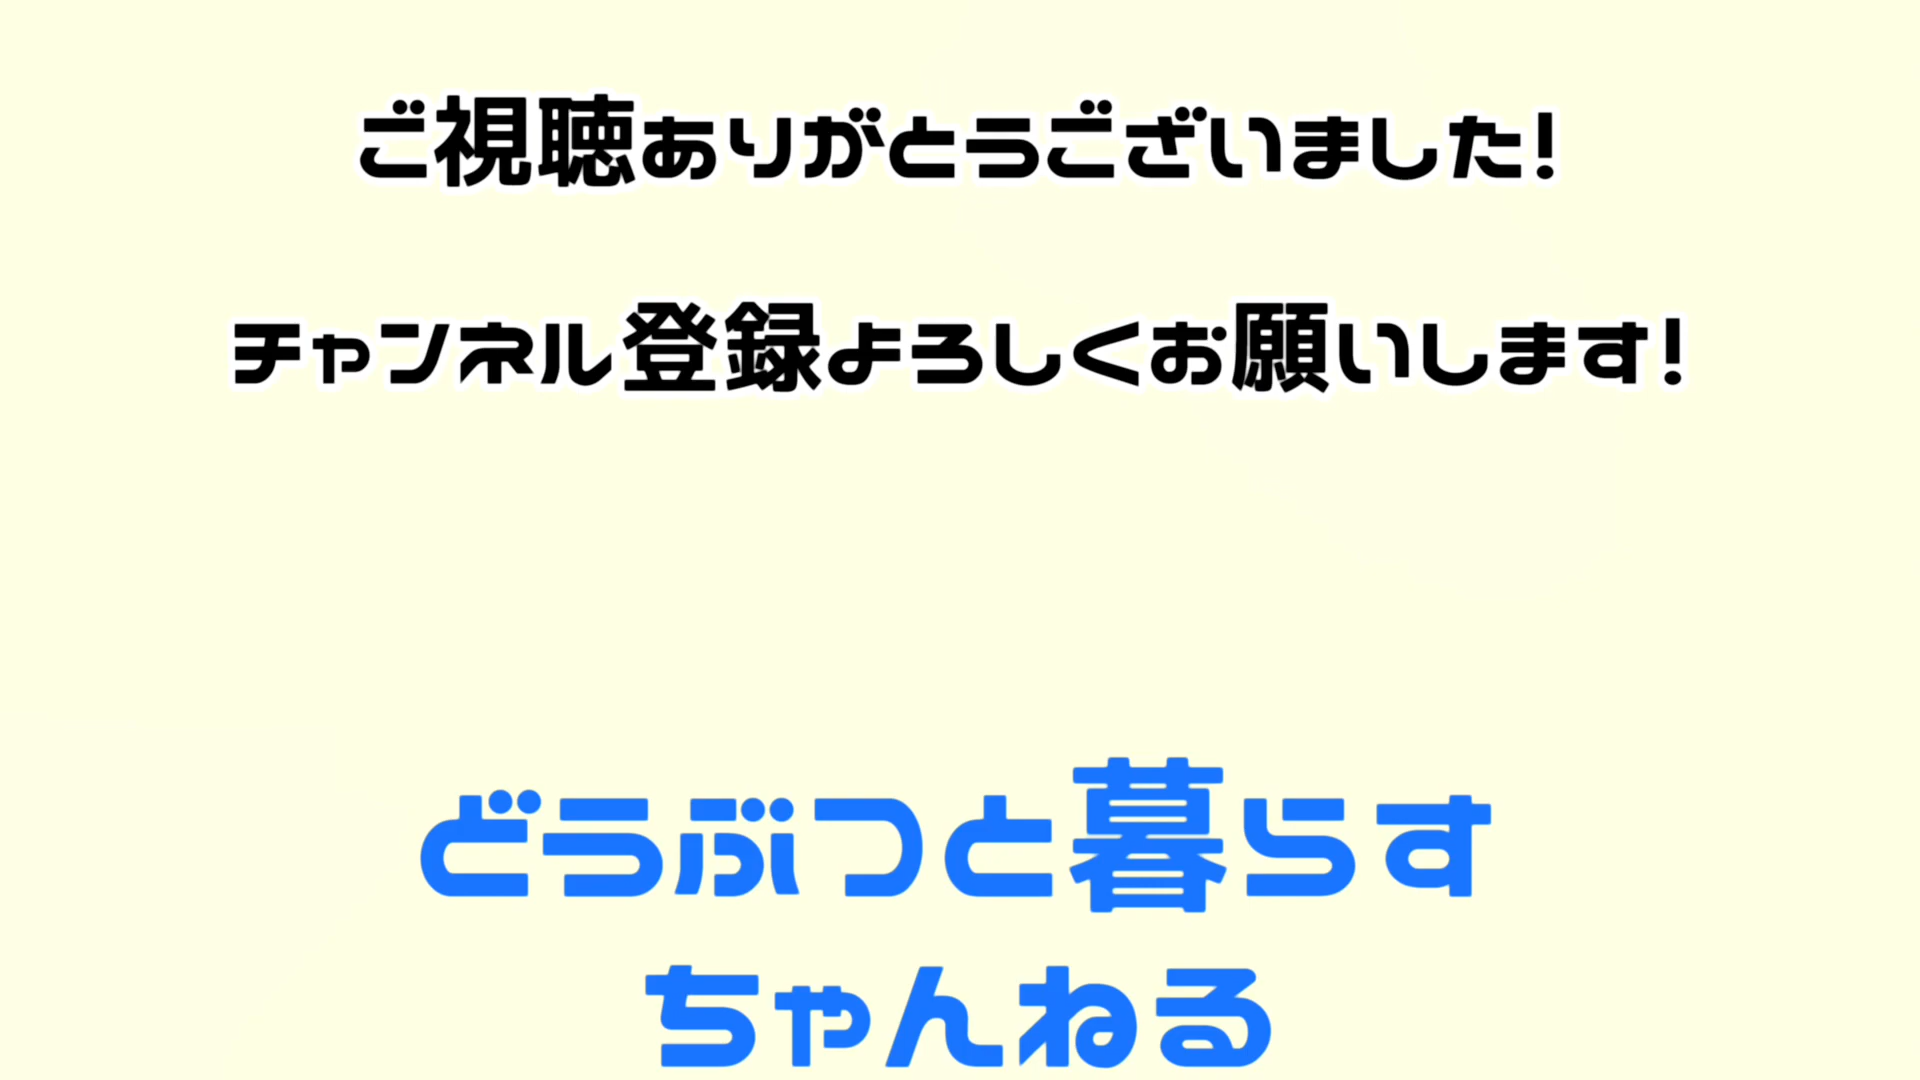 ご視聴ありがとうございました!
チャンネル登録よろしくお願いします!
どうぶつと暮らす
ちゃんねる